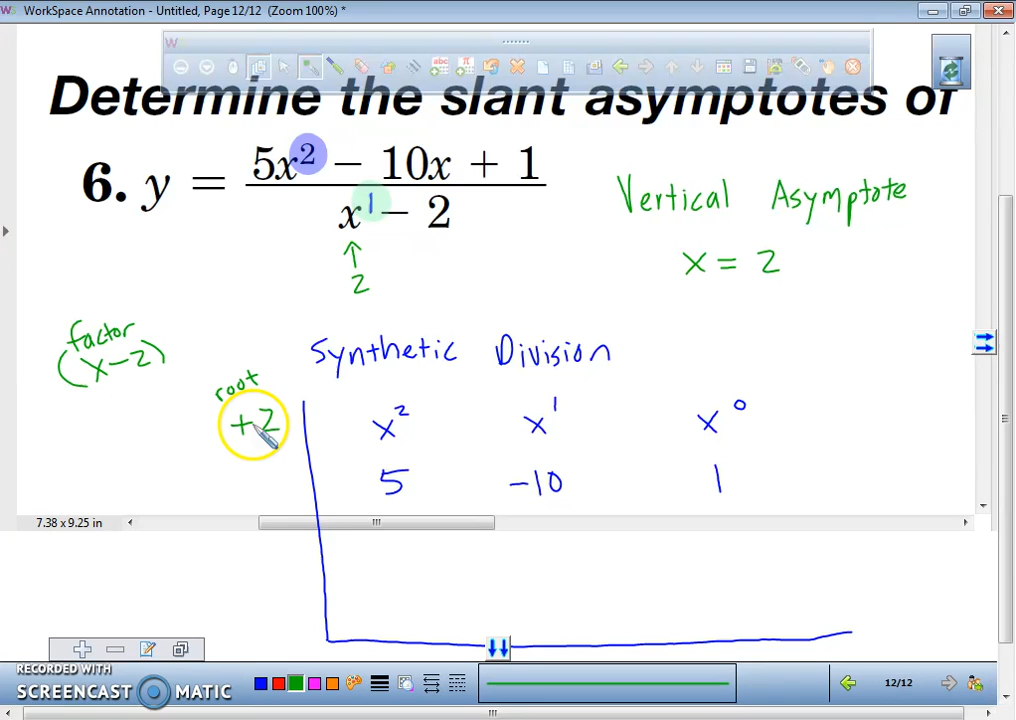 WorkSpace Annotation - Untitled, Page 12/12 (Zoom 100%) *
Determine the slant asymptotes of
6. y = (5x² − 10x + 1) / (x¹ − 2)
↑
2
Vertical Asymptote
x = 2
factor
(x−2)
Synthetic Division
root
+2
x² x¹ x⁰
5 −10 1
7.38 x 9.25 in
RECORDED WITH
SCREENCAST MATIC
12/12